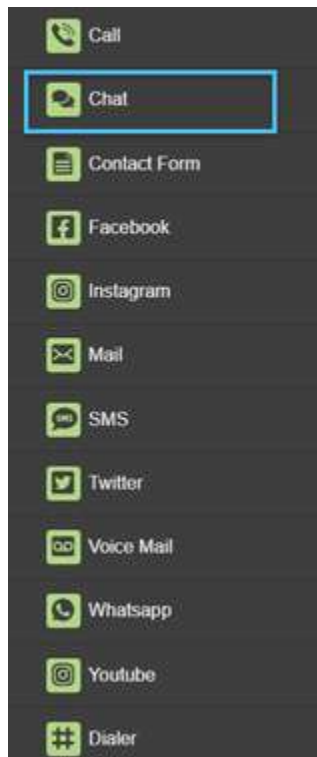 Call
Chat
Contact Form
Facebook
Instagram
Mail
SMS
Twitter
Voice Mail
Whatsapp
Youtube
Dialer